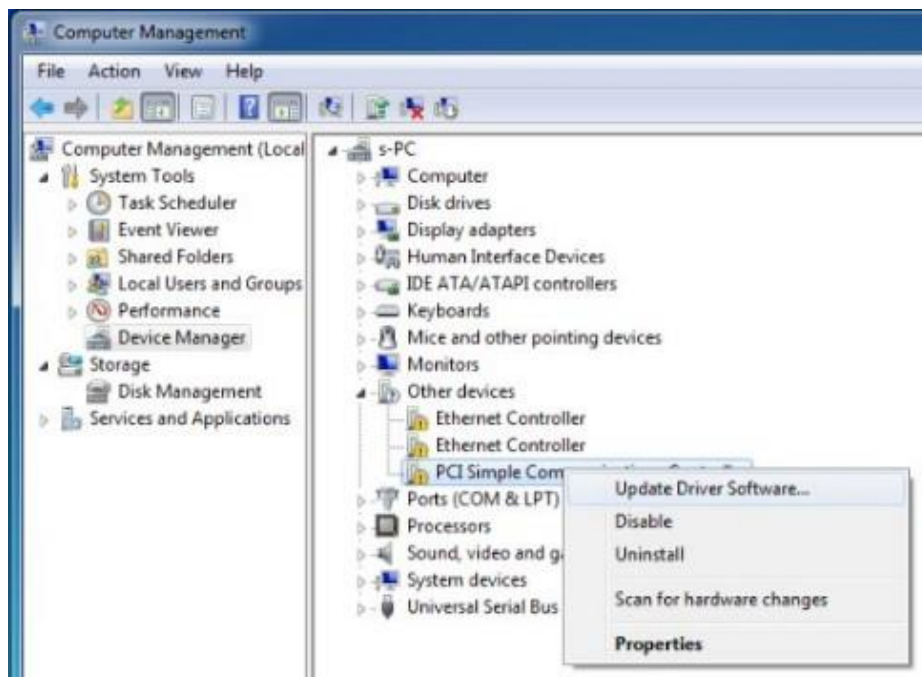 Computer Management
File Action View Help
Computer Management (Local
System Tools
Task Scheduler
Event Viewer
Shared Folders
Local Users and Groups
Performance
Device Manager
Storage
Disk Management
Services and Applications
s-PC
Computer
Disk drives
Display adapters
Human Interface Devices
IDE ATA/ATAPI controllers
Keyboards
Mice and other pointing devices
Monitors
Other devices
Ethernet Controller
Ethernet Controller
PCI Simple Com
Ports (COM & LPT)
Processors
Sound, video and g
System devices
Universal Serial Bus
Update Driver Software...
Disable
Uninstall
Scan for hardware changes
Properties